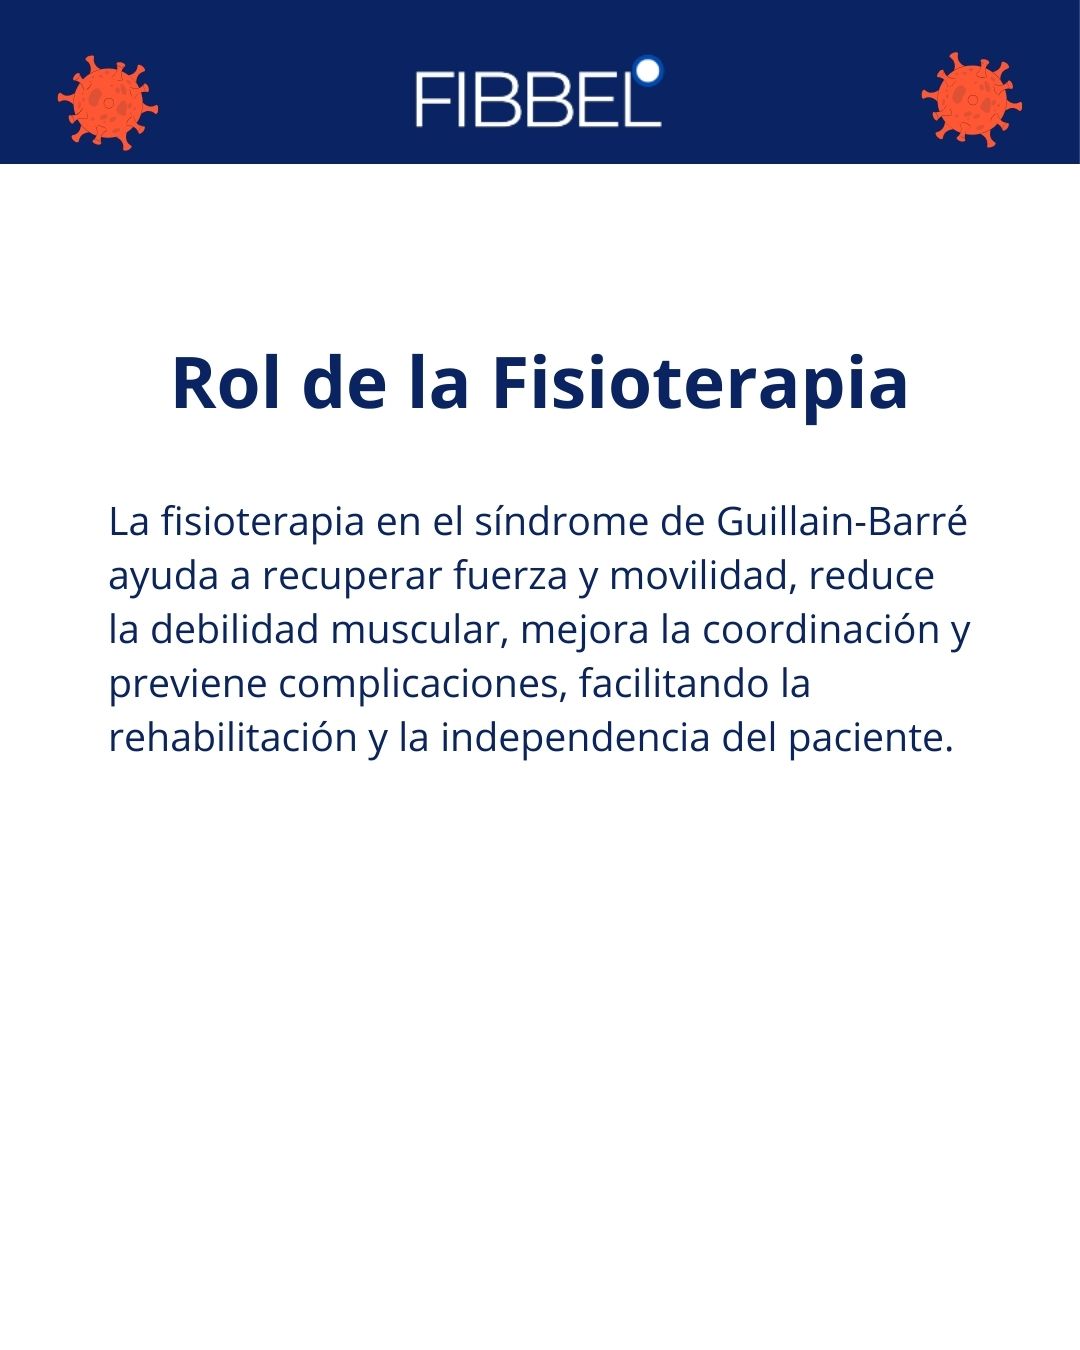 FIBBEL
Rol de la Fisioterapia
La fisioterapia en el síndrome de Guillain-Barré
ayuda a recuperar fuerza y movilidad, reduce
la debilidad muscular, mejora la coordinación y
previene complicaciones, facilitando la
rehabilitación y la independencia del paciente.